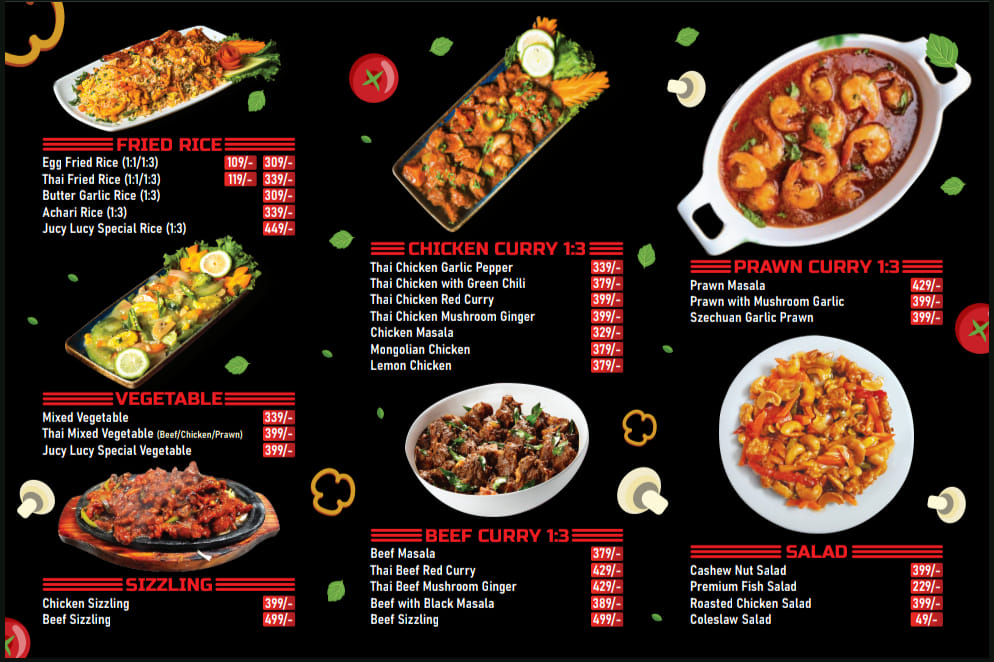 FRIED RICE
Egg Fried Rice (1:1/1:3) 109/- 309/-
Thai Fried Rice (1:1/1:3) 119/- 339/-
Butter Garlic Rice (1:3) 309/-
Achari Rice (1:3) 339/-
Jucy Lucy Special Rice (1:3) 449/-
VEGETABLE
Mixed Vegetable 339/-
Thai Mixed Vegetable (Beef/Chicken/Prawn) 399/-
Jucy Lucy Special Vegetable 399/-
SIZZLING
Chicken Sizzling 399/-
Beef Sizzling 499/-
CHICKEN CURRY 1:3
Thai Chicken Garlic Pepper 339/-
Thai Chicken with Green Chili 379/-
Thai Chicken Red Curry 399/-
Thai Chicken Mushroom Ginger 399/-
Chicken Masala 329/-
Mongolian Chicken 379/-
Lemon Chicken 379/-
BEEF CURRY 1:3
Beef Masala 379/-
Thai Beef Red Curry 429/-
Thai Beef Mushroom Ginger 429/-
Beef with Black Masala 389/-
Beef Sizzling 499/-
PRAWN CURRY 1:3
Prawn Masala 429/-
Prawn with Mushroom Garlic 399/-
Szechuan Garlic Prawn 399/-
SALAD
Cashew Nut Salad 399/-
Premium Fish Salad 229/-
Roasted Chicken Salad 399/-
Coleslaw Salad 49/-